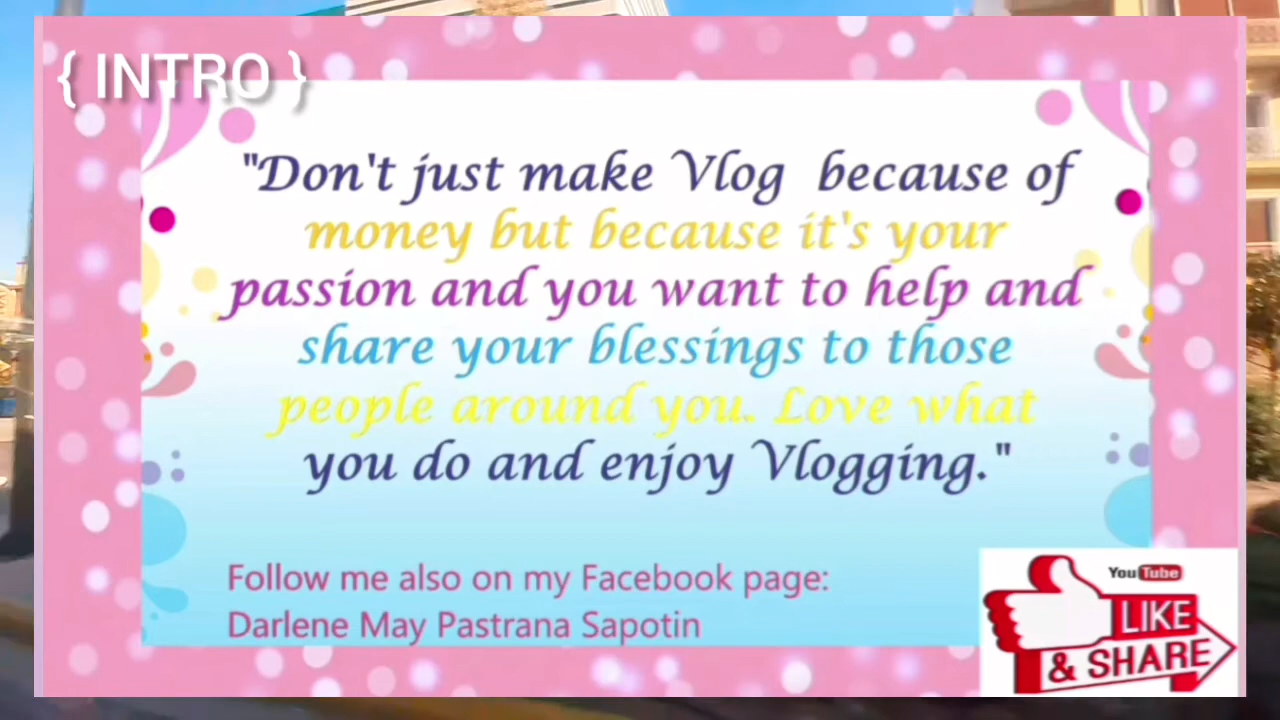 { INTRO }
"Don't just make Vlog because of
money but because it's your
passion and you want to help and
share your blessings to those
people around you. Love what
you do and enjoy Vlogging."
Follow me also on my Facebook page:
Darlene May Pastrana Sapotin
YouTube
LIKE
& SHARE